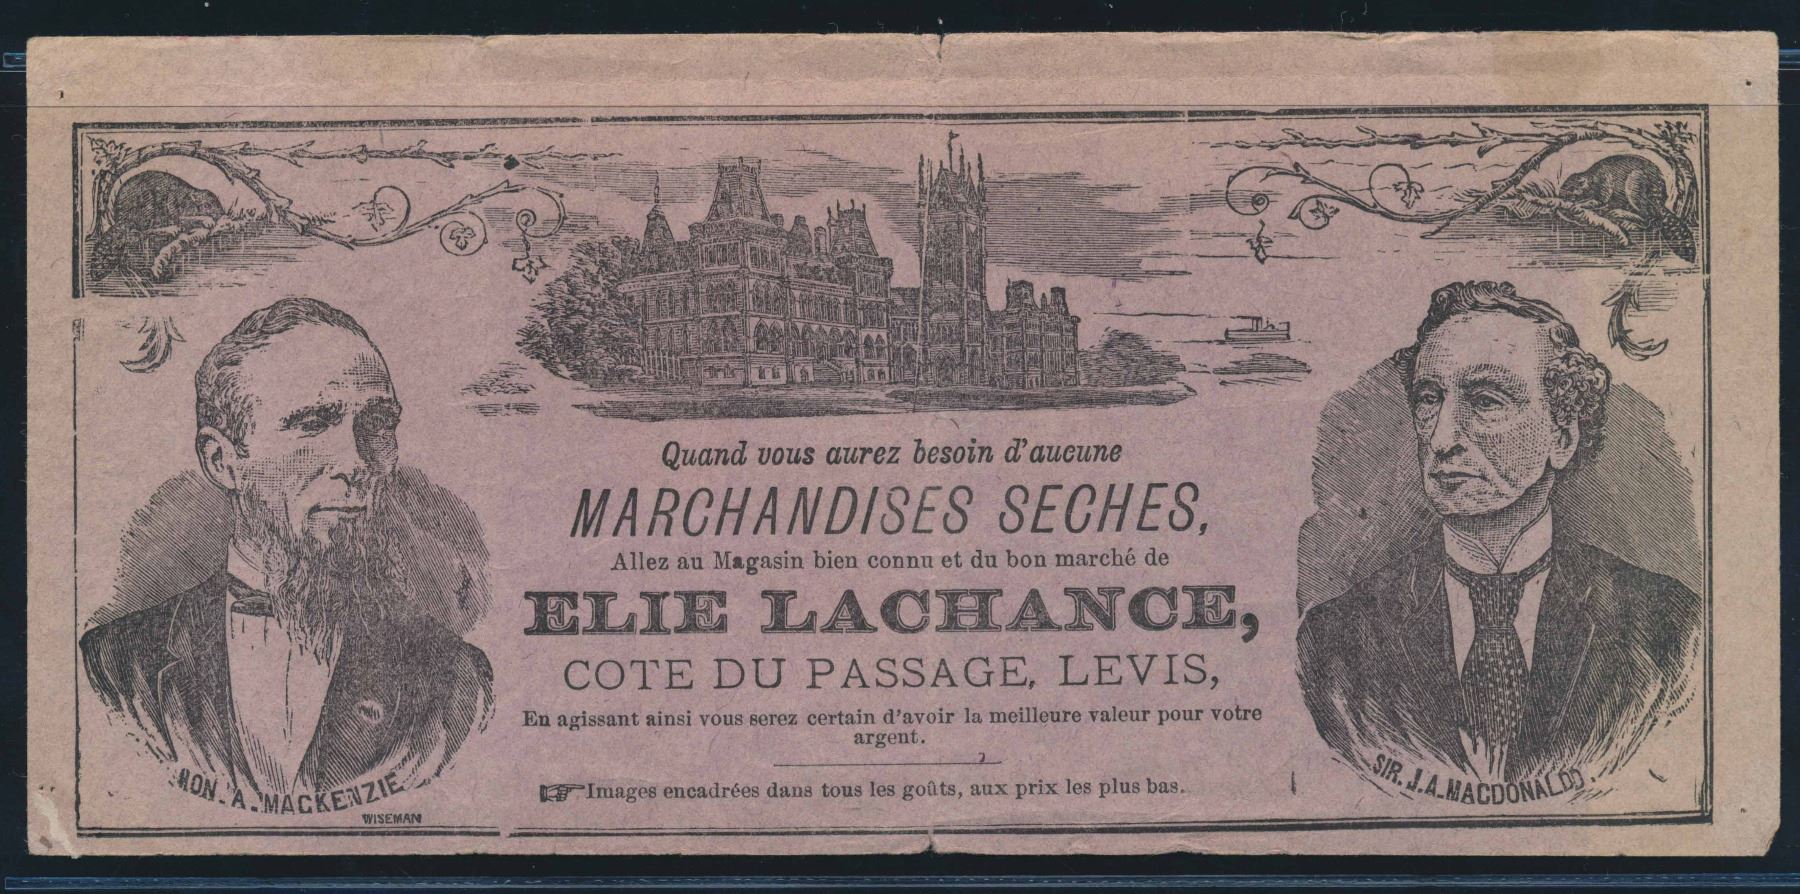 Quand vous aurez besoin d'aucune
MARCHANDISES SECHES,
Allez au Magasin bien connu et du bon marché de
ELIE LACHANCE,
COTE DU PASSAGE, LEVIS,
En agissant ainsi vous serez certain d'avoir la meilleure valeur pour votre
argent.
☞Images encadrées dans tous les goûts, aux prix les plus bas.
HON. A. MACKENZIE
WISEMAN
SIR. J.A. MACDONALD.